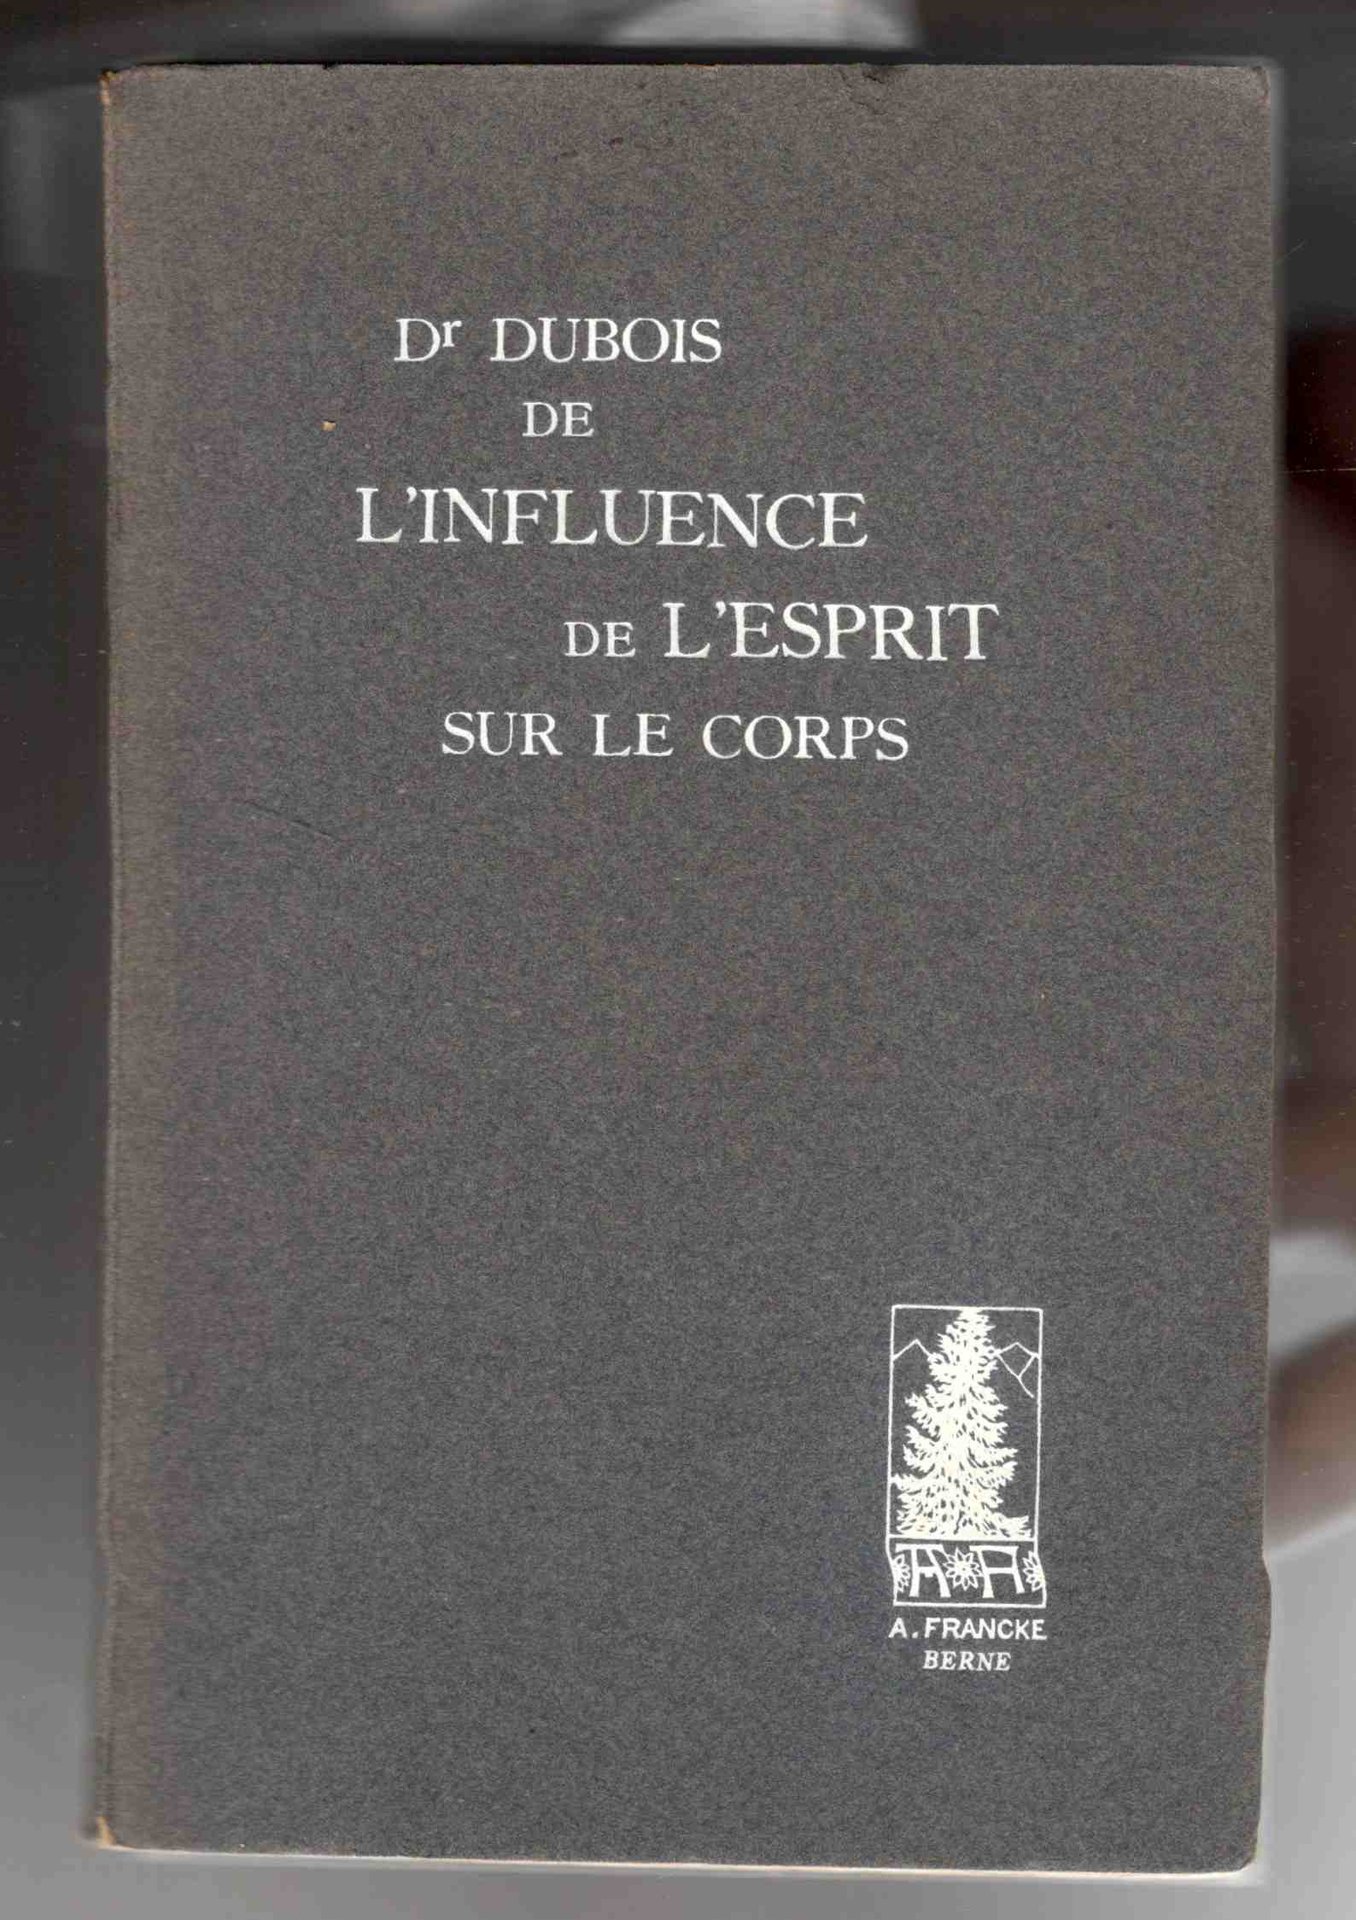 Dr DUBOIS
DE
L'INFLUENCE
DE L'ESPRIT
SUR LE CORPS
A F
A. FRANCKE
BERNE